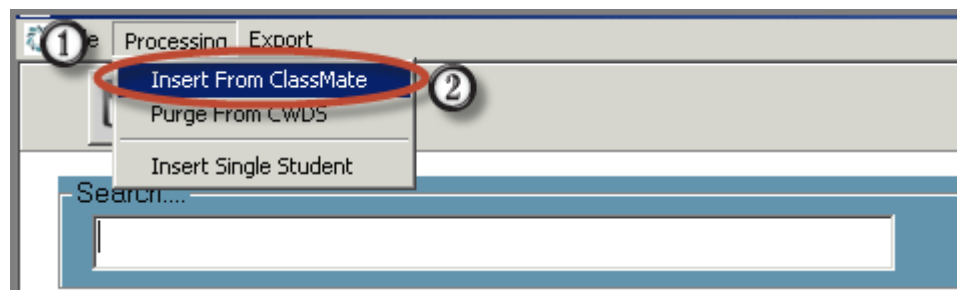 1 Processing Export
Insert From ClassMate 2
Purge From CWDS
Insert Single Student
Search....